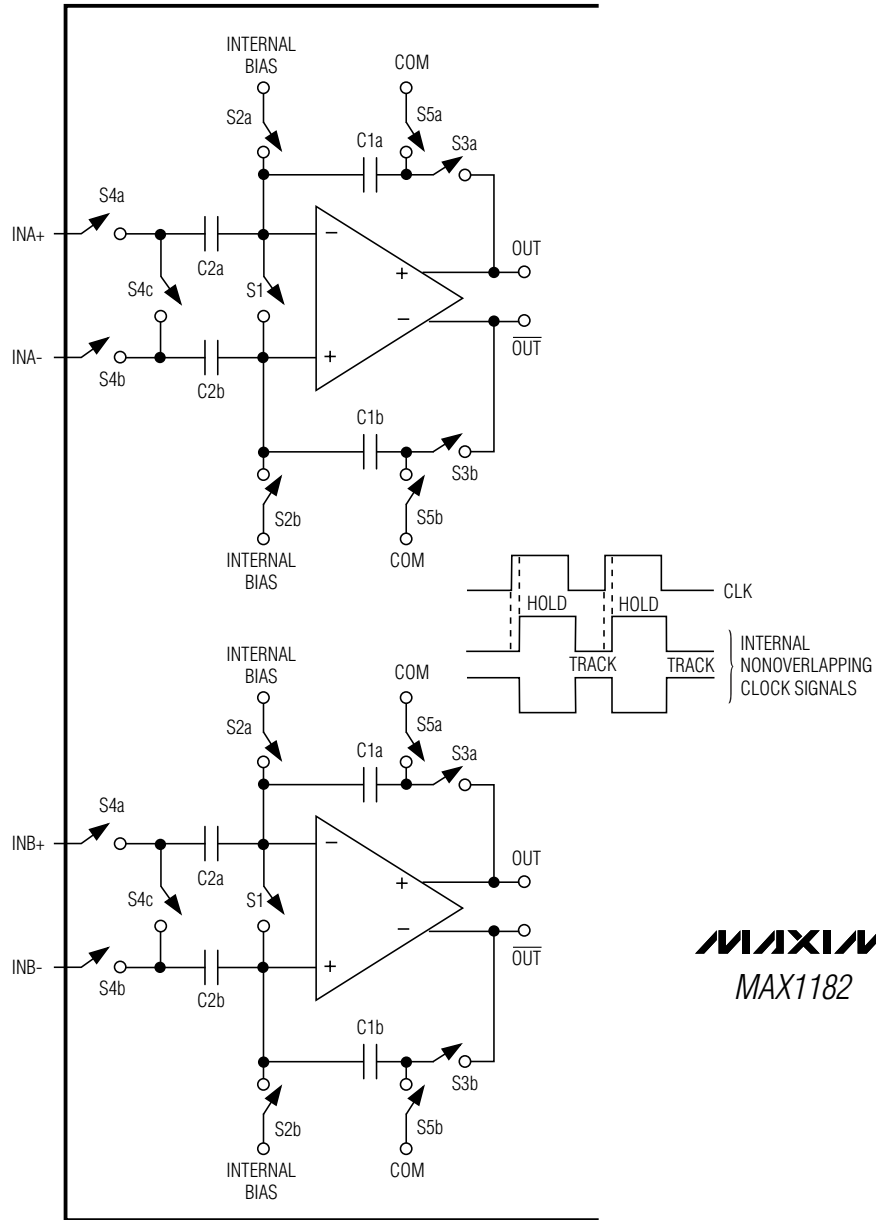 INTERNAL
BIAS
COM
S2a
S5a
C1a
S3a
S4a
INA+
−
OUT
C2a
+
S4c
S1
−
OUT
INA-
+
S4b
C2b
C1b
S3b
S2b
S5b
INTERNAL
BIAS
COM
CLK
HOLD
HOLD
INTERNAL
NONOVERLAPPING
CLOCK SIGNALS
TRACK
TRACK
INTERNAL
BIAS
COM
S2a
S5a
C1a
S3a
S4a
INB+
−
OUT
C2a
+
S4c
S1
−
OUT
INB-
+
S4b
C2b
C1b
S3b
S2b
S5b
INTERNAL
BIAS
COM
MAXIM
MAX1182